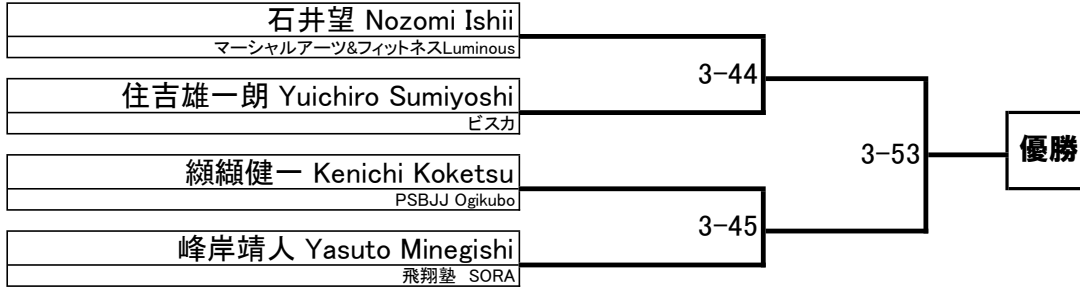 石井望 Nozomi Ishii
マーシャルアーツ&フィットネスLuminous
3-44
住吉雄一朗 Yuichiro Sumiyoshi
ビスカ
3-53
優勝
纐纈健一 Kenichi Koketsu
PSBJJ Ogikubo
3-45
峰岸靖人 Yasuto Minegishi
飛翔塾　SORA